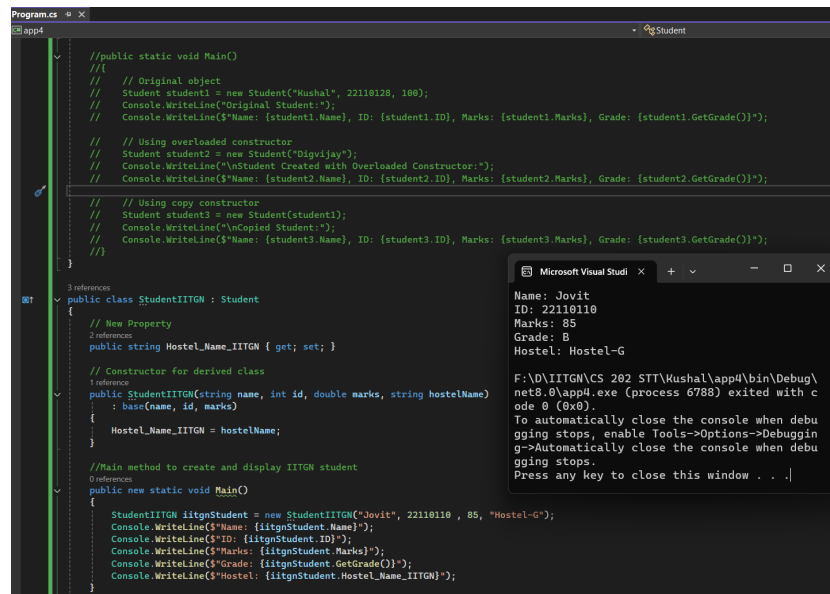 Program.cs
app4
Student
//public static void Main()
//{
//    // Original object
//    Student student1 = new Student("Kushal", 22110128, 100);
//    Console.WriteLine("Original Student:");
//    Console.WriteLine($"Name: {student1.Name}, ID: {student1.ID}, Marks: {student1.Marks}, Grade: {student1.GetGrade()}");
//    // Using overloaded constructor
//    Student student2 = new Student("Digvijay");
//    Console.WriteLine("\nStudent Created with Overloaded Constructor:");
//    Console.WriteLine($"Name: {student2.Name}, ID: {student2.ID}, Marks: {student2.Marks}, Grade: {student2.GetGrade()}");
//    // Using copy constructor
//    Student student3 = new Student(student1);
//    Console.WriteLine("\nCopied Student:");
//    Console.WriteLine($"Name: {student3.Name}, ID: {student3.ID}, Marks: {student3.Marks}, Grade: {student3.GetGrade()}");
//}
}
3 references
public class StudentIITGN : Student
{
// New Property
2 references
public string Hostel_Name_IITGN { get; set; }
// Constructor for derived class
1 reference
public StudentIITGN(string name, int id, double marks, string hostelName)
: base(name, id, marks)
{
Hostel_Name_IITGN = hostelName;
}
//Main method to create and display IITGN student
0 references
public new static void Main()
{
StudentIITGN iitgnStudent = new StudentIITGN("Jovit", 22110110 , 85, "Hostel-G");
Console.WriteLine($"Name: {iitgnStudent.Name}");
Console.WriteLine($"ID: {iitgnStudent.ID}");
Console.WriteLine($"Marks: {iitgnStudent.Marks}");
Console.WriteLine($"Grade: {iitgnStudent.GetGrade()}");
Console.WriteLine($"Hostel: {iitgnStudent.Hostel_Name_IITGN}");
}
Microsoft Visual Studi
Name: Jovit
ID: 22110110
Marks: 85
Grade: B
Hostel: Hostel-G
F:\D\IITGN\CS 202 STT\Kushal\app4\bin\Debug\
net8.0\app4.exe (process 6788) exited with c
ode 0 (0x0).
To automatically close the console when debu
gging stops, enable Tools->Options->Debuggin
g->Automatically close the console when debu
gging stops.
Press any key to close this window . . .